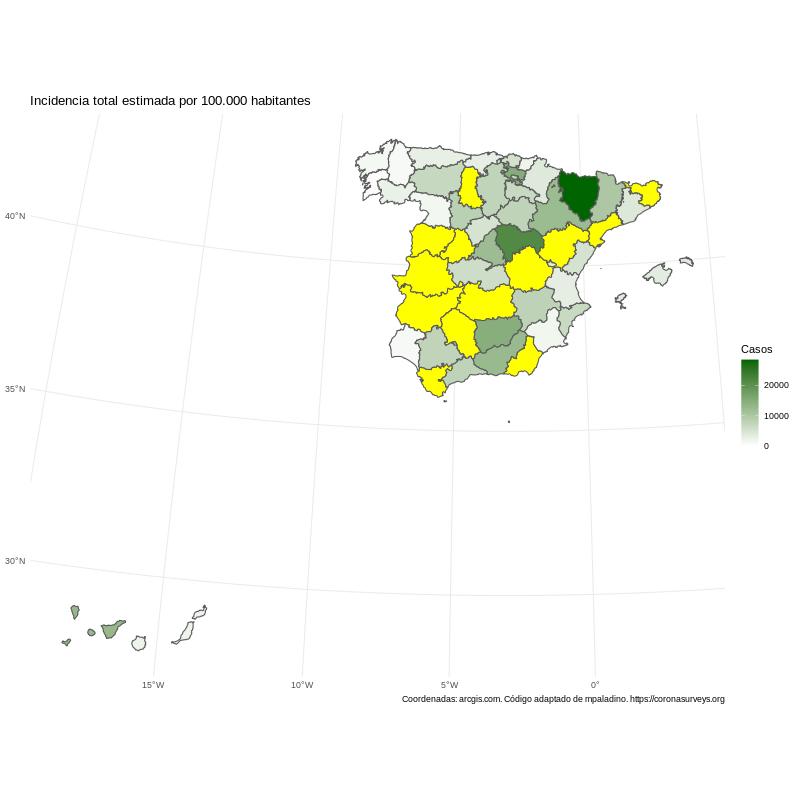 Incidencia total estimada por 100.000 habitantes
40°N
35°N
30°N
15°W
10°W
5°W
0°
Casos
20000
10000
0
Coordenadas: arcgis.com. Código adaptado de mpaladino. https://coronasurveys.org